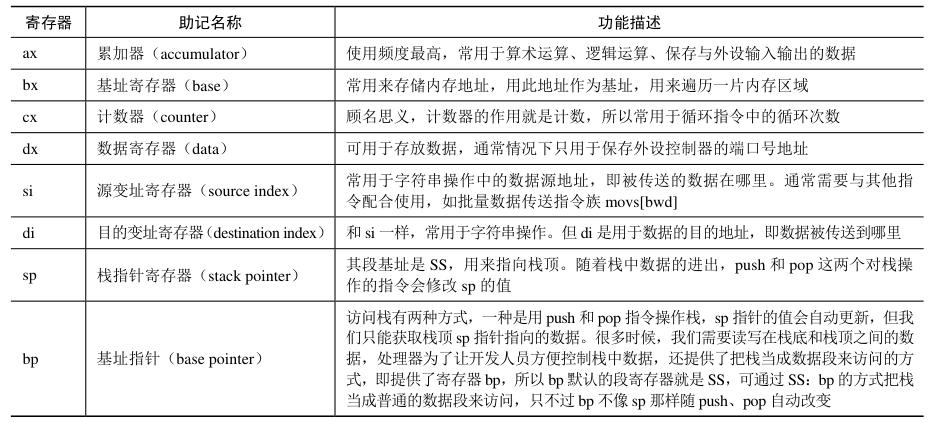 寄存器 助记名称 功能描述
ax 累加器（accumulator） 使用频度最高，常用于算术运算、逻辑运算、保存与外设输入输出的数据
bx 基址寄存器（base） 常用来存储内存地址，用此地址作为基址，用来遍历一片内存区域
cx 计数器（counter） 顾名思义，计数器的作用就是计数，所以常用于循环指令中的循环次数
dx 数据寄存器（data） 可用于存放数据，通常情况下只用于保存外设控制器的端口号地址
si 源变址寄存器（source index） 常用于字符串操作中的数据源地址，即被传送的数据在哪里。通常需要与其他指
令配合使用，如批量数据传送指令族 movs[bwd]
di 目的变址寄存器（destination index） 和 si 一样，常用于字符串操作。但 di 是用于数据的目的地址，即数据被传送到哪里
sp 栈指针寄存器（stack pointer） 其段基址是 SS，用来指向栈顶。随着栈中数据的进出，push 和 pop 这两个对栈操
作的指令会修改 sp 的值
bp 基址指针（base pointer） 访问栈有两种方式，一种是用 push 和 pop 指令操作栈，sp 指针的值会自动更新，但我
们只能获取栈顶 sp 指针指向的数据。很多时候，我们需要读写在栈底和栈顶之间的数
据，处理器为了让开发人员方便控制栈中数据，还提供了把栈当成数据段来访问的方
式，即提供了寄存器 bp，所以 bp 默认的段寄存器就是 SS，可通过 SS：bp 的方式把栈
当成普通的数据段来访问，只不过 bp 不像 sp 那样随 push、pop 自动改变